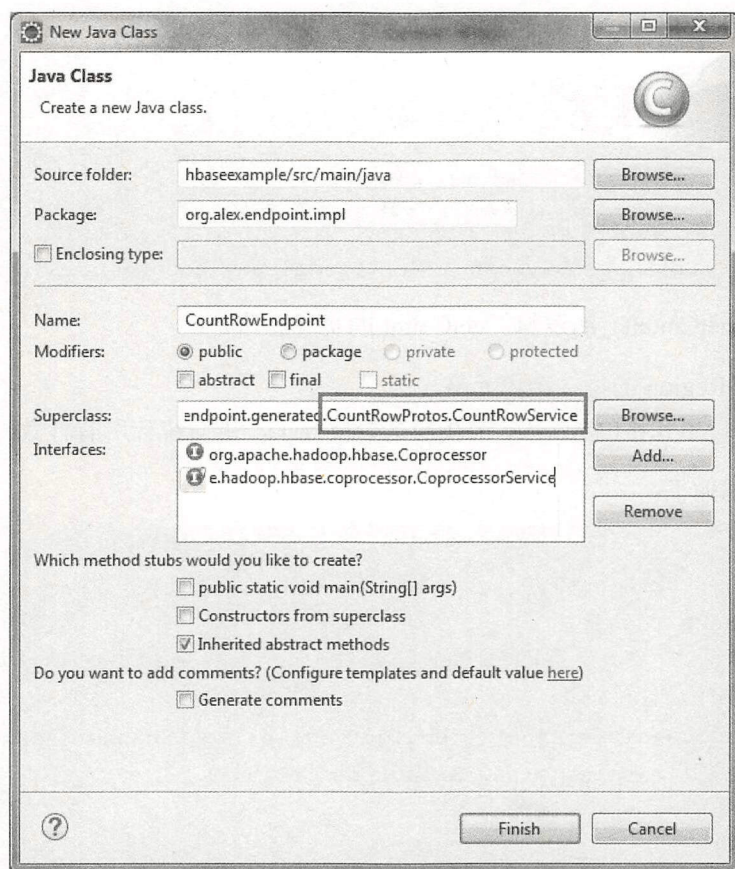 New Java Class
Java Class
Create a new Java class.
Source folder: hbaseexample/src/main/java Browse...
Package: org.alex.endpoint.impl Browse...
Enclosing type: Browse...
Name: CountRowEndpoint
Modifiers: public package private protected
abstract final static
Superclass: endpoint.generated.CountRowProtos.CountRowService Browse...
Interfaces: org.apache.hadoop.hbase.Coprocessor Add...
e.hadoop.hbase.coprocessor.CoprocessorService
Remove
Which method stubs would you like to create?
public static void main(String[] args)
Constructors from superclass
Inherited abstract methods
Do you want to add comments? (Configure templates and default value here)
Generate comments
? Finish Cancel